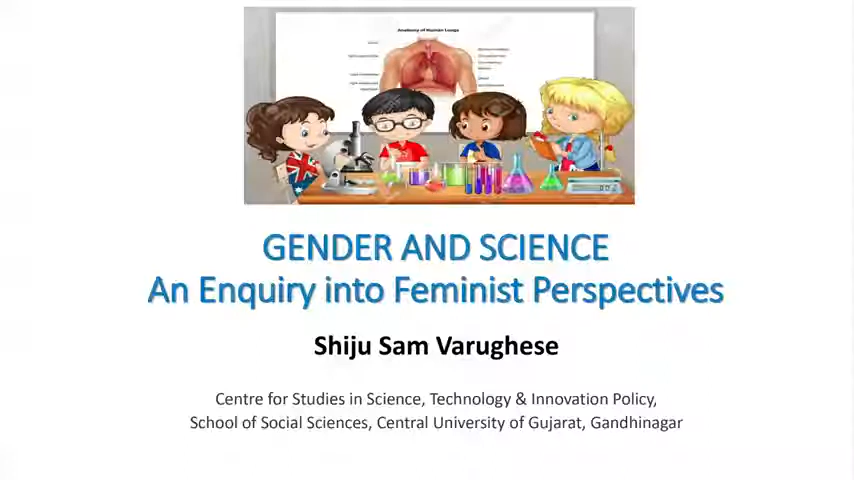 Anatomy of Human Lungs
GENDER AND SCIENCE
An Enquiry into Feminist Perspectives
Shiju Sam Varughese
Centre for Studies in Science, Technology & Innovation Policy,
School of Social Sciences, Central University of Gujarat, Gandhinagar